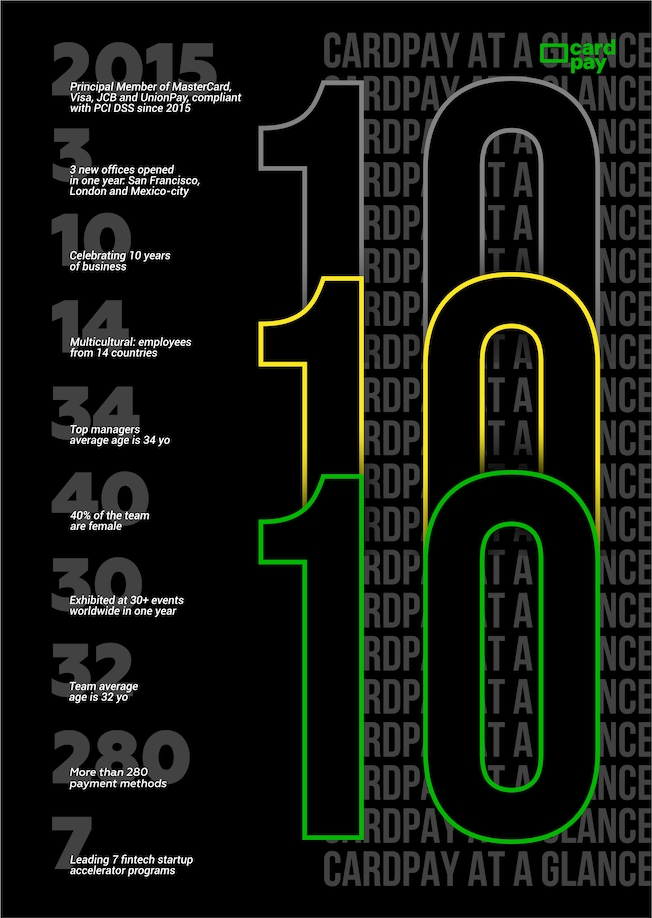 CARDPAY AT A GLANCE
card
pay
2015
Principal Member of MasterCard,
Visa, JCB and UnionPay, compliant
with PCI DSS since 2015
3
3 new offices opened
in one year: San Francisco,
London and Mexico-city
10
Celebrating 10 years
of business
14
Multicultural: employees
from 14 countries
34
Top managers
average age is 34 yo
40
40% of the team
are female
30
Exhibited at 30+ events
worldwide in one year
32
Team average
age is 32 yo
280
More than 280
payment methods
7
Leading 7 fintech startup
accelerator programs
10
10
10
CARDPAY AT A GLANCE